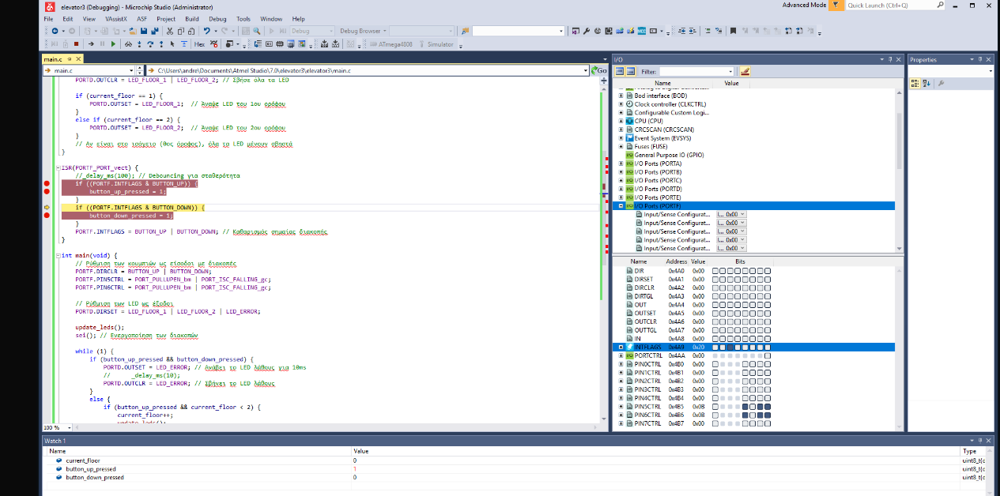 elevator3 (Debugging) - Microchip Studio (Administrator)
Advanced Mode
Quick Launch (Ctrl+Q)
File Edit View VAssistX ASF Project Build Debug Tools Window Help
Debug
Debug Browser
Hex
ATmega4808
Simulator
main.c
main.c
C:\Users\andre\Documents\Atmel Studio\7.0\elevator3\elevator3\main.c
Go
PORTD.OUTCLR = LED_FLOOR_1 | LED_FLOOR_2; // Σβήσε όλα τα LED
if (current_floor == 1) {
PORTD.OUTSET = LED_FLOOR_1; // Άναψε LED του 1ου ορόφου
}
else if (current_floor == 2) {
PORTD.OUTSET = LED_FLOOR_2; // Άναψε LED του 2ου ορόφου
}
// Αν είναι στο ισόγειο (0ος όροφος), όλα τα LED μένουν σβηστά
}
ISR(PORTF_PORT_vect) {
//_delay_ms(100); // Debouncing για σταθερότητα
if ((PORTF.INTFLAGS & BUTTON_UP)) {
button_up_pressed = 1;
}
if ((PORTF.INTFLAGS & BUTTON_DOWN)) {
button_down_pressed = 1;
}
PORTF.INTFLAGS = BUTTON_UP | BUTTON_DOWN; // Καθαρισμός σημαίας διακοπής
}
int main(void) {
// Ρύθμιση των κουμπιών ως είσοδοι με διακοπές
PORTF.DIRCLR = BUTTON_UP | BUTTON_DOWN;
PORTF.PIN5CTRL = PORT_PULLUPEN_bm | PORT_ISC_FALLING_gc;
PORTF.PIN6CTRL = PORT_PULLUPEN_bm | PORT_ISC_FALLING_gc;
// Ρύθμιση των LED ως έξοδοι
PORTD.DIRSET = LED_FLOOR_1 | LED_FLOOR_2 | LED_ERROR;
update_leds();
sei(); // Ενεργοποίηση των διακοπών
while (1) {
if (button_up_pressed && button_down_pressed) {
PORTD.OUTSET = LED_ERROR; // Ανάβει το LED λάθους για 10ms
// _delay_ms(10);
PORTD.OUTCLR = LED_ERROR; // Σβήνει το LED λάθους
}
else {
if (button_up_pressed && current_floor < 2) {
current_floor++;
update_leds();
100 %
I/O
Filter:
Name Value
Bod interface (BOD)
Clock controller (CLKCTRL)
Configurable Custom Logi...
CPU (CPU)
CRCSCAN (CRCSCAN)
Event System (EVSYS)
Fuses (FUSE)
General Purpose IO (GPIO)
I/O Ports (PORTA)
I/O Ports (PORTB)
I/O Ports (PORTC)
I/O Ports (PORTD)
I/O Ports (PORTE)
I/O Ports (PORTF)
Input/Sense Configurat... I... 0x00
Input/Sense Configurat... I... 0x00
Input/Sense Configurat... I... 0x00
Input/Sense Configurat... I... 0x00
Input/Sense Configurat... I... 0x00
Name Address Value Bits
DIR 0x4A0 0x00
DIRSET 0x4A1 0x00
DIRCLR 0x4A2 0x00
DIRTGL 0x4A3 0x00
OUT 0x4A4 0x00
OUTSET 0x4A5 0x00
OUTCLR 0x4A6 0x00
OUTTGL 0x4A7 0x00
IN 0x4A8 0x00
INTFLAGS 0x4A9 0x20
PORTCTRL 0x4AA 0x00
PIN0CTRL 0x4B0 0x00
PIN1CTRL 0x4B1 0x00
PIN2CTRL 0x4B2 0x00
PIN3CTRL 0x4B3 0x00
PIN4CTRL 0x4B4 0x00
PIN5CTRL 0x4B5 0x0B
PIN6CTRL 0x4B6 0x0B
PIN7CTRL 0x4B7 0x00
Properties
Watch 1
Name Value Type
current_floor 0 uint8_t{c
button_up_pressed 1 uint8_t{c
button_down_pressed 0 uint8_t{c